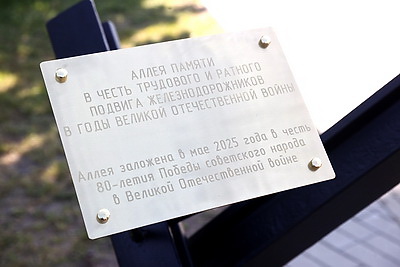 АЛЛЕЯ ПАМЯТИ
В ЧЕСТЬ ТРУДОВОГО И РАТНОГО
ПОДВИГА ЖЕЛЕЗНОДОРОЖНИКОВ
В ГОДЫ ВЕЛИКОЙ ОТЕЧЕСТВЕННОЙ ВОЙНЫ
Аллея заложена в мае 2025 года в честь
80-летия Победы советского народа
в Великой Отечественной войне